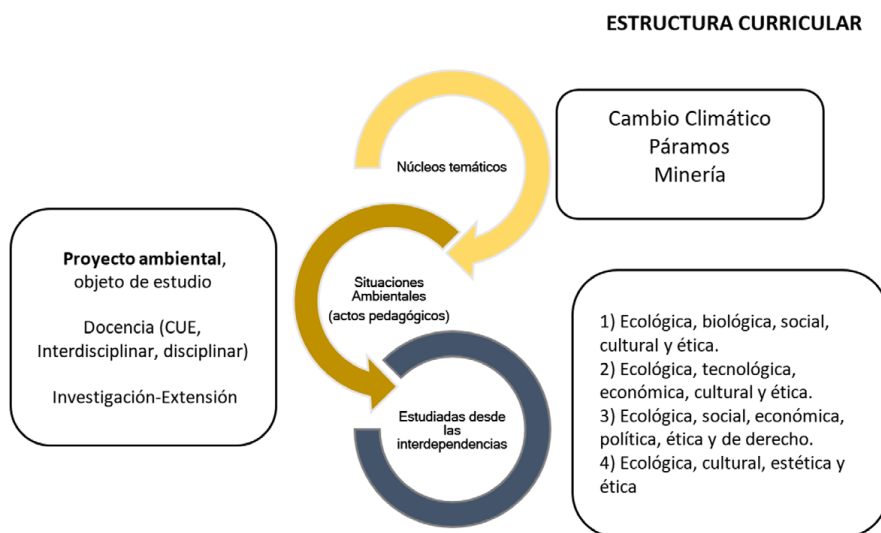 ESTRUCTURA CURRICULAR
Núcleos temáticos
Cambio Climático
Páramos
Minería
Proyecto ambiental,
objeto de estudio
Docencia (CUE,
Interdisciplinar, disciplinar)
Investigación-Extensión
Situaciones
Ambientales
(actos pedagógicos)
Estudiadas desde
las
interdependencias
1) Ecológica, biológica, social,
cultural y ética.
2) Ecológica, tecnológica,
económica, cultural y ética.
3) Ecológica, social, económica,
política, ética y de derecho.
4) Ecológica, cultural, estética y
ética